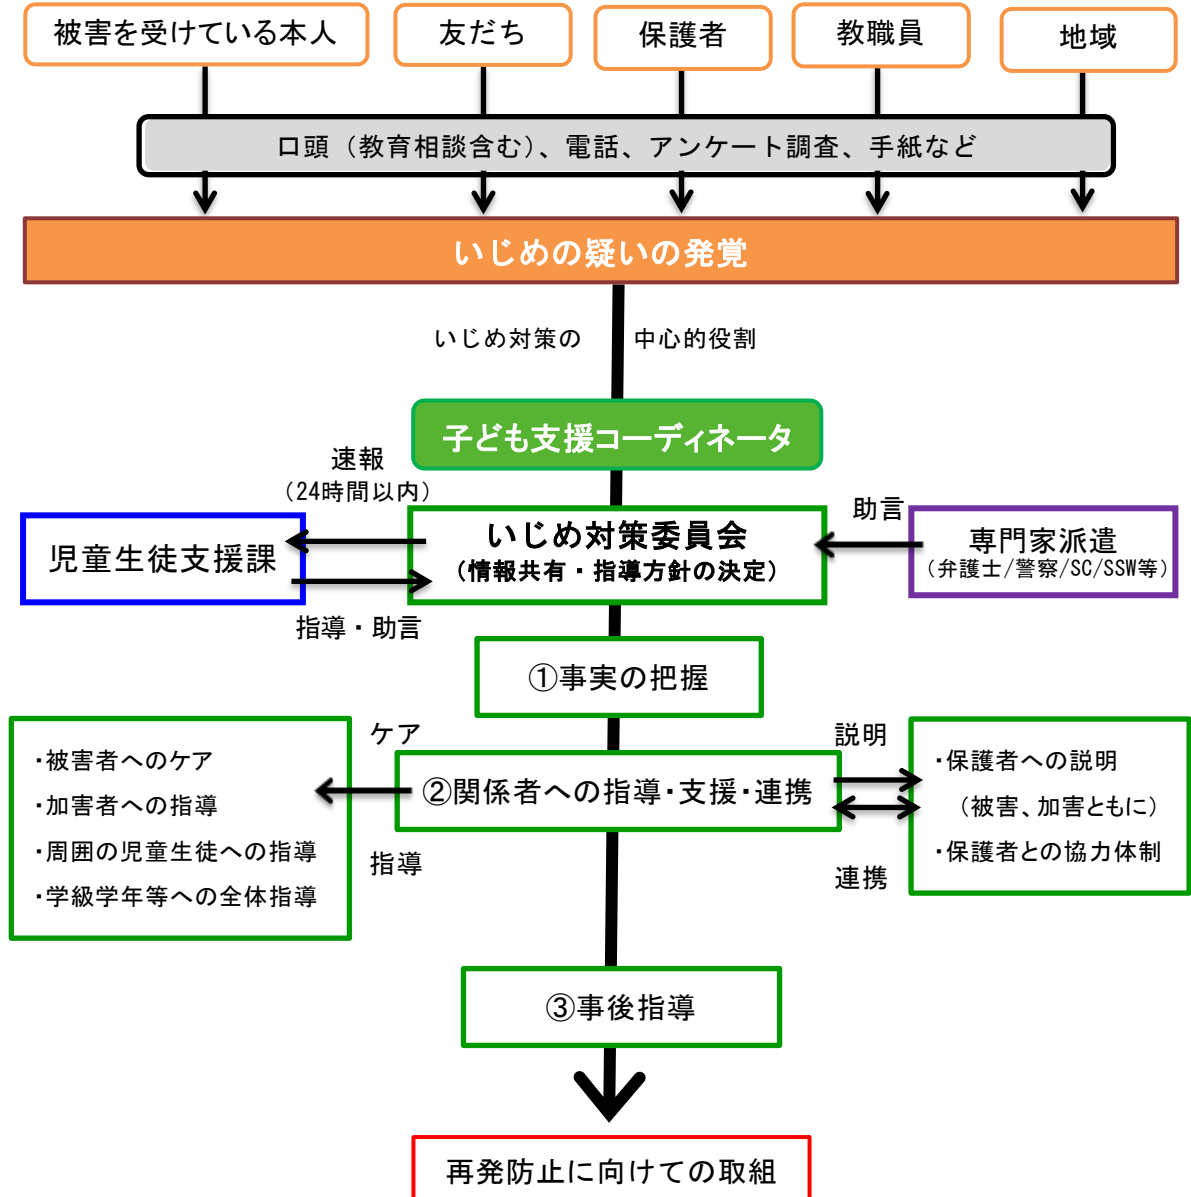 被害を受けている本人
友だち
保護者
教職員
地域
口頭（教育相談含む）、電話、アンケート調査、手紙など
いじめの疑いの発覚
いじめ対策の 中心的役割
子ども支援コーディネータ
速報
（24時間以内）
児童生徒支援課
指導・助言
いじめ対策委員会
（情報共有・指導方針の決定）
助言
専門家派遣
（弁護士/警察/SC/SSW等）
①事実の把握
ケア
説明
・被害者へのケア
・加害者への指導
・周囲の児童生徒への指導
・学級学年等への全体指導
②関係者への指導・支援・連携
・保護者への説明
（被害、加害ともに）
・保護者との協力体制
指導
連携
③事後指導
再発防止に向けての取組